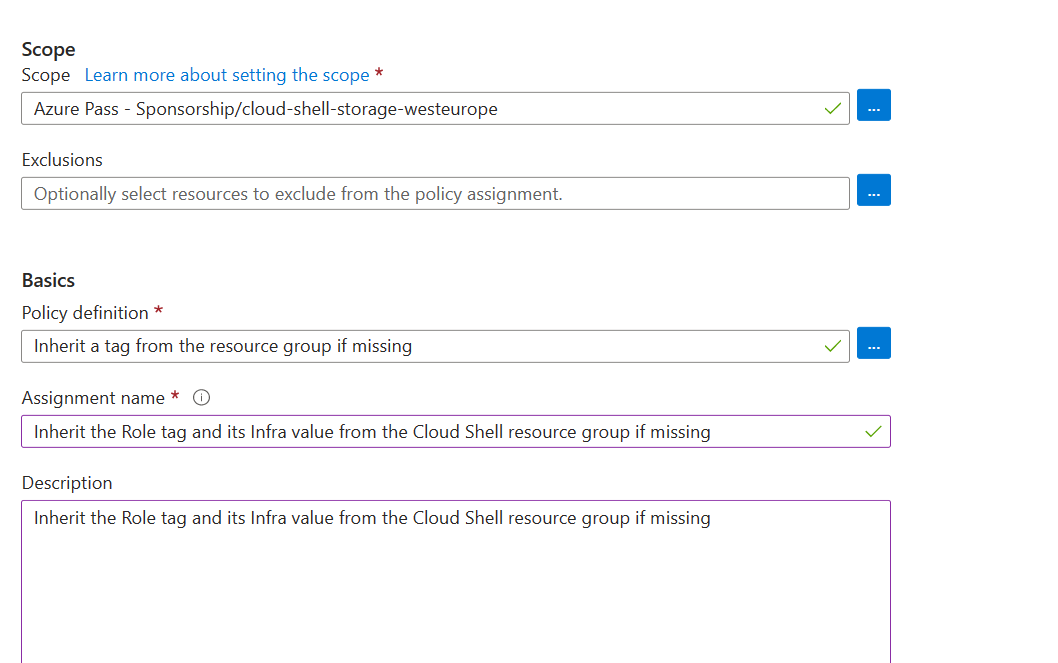 Scope
Scope Learn more about setting the scope *
Azure Pass - Sponsorship/cloud-shell-storage-westeurope
...
Exclusions
Optionally select resources to exclude from the policy assignment.
...
Basics
Policy definition *
Inherit a tag from the resource group if missing
...
Assignment name *
Inherit the Role tag and its Infra value from the Cloud Shell resource group if missing
Description
Inherit the Role tag and its Infra value from the Cloud Shell resource group if missing